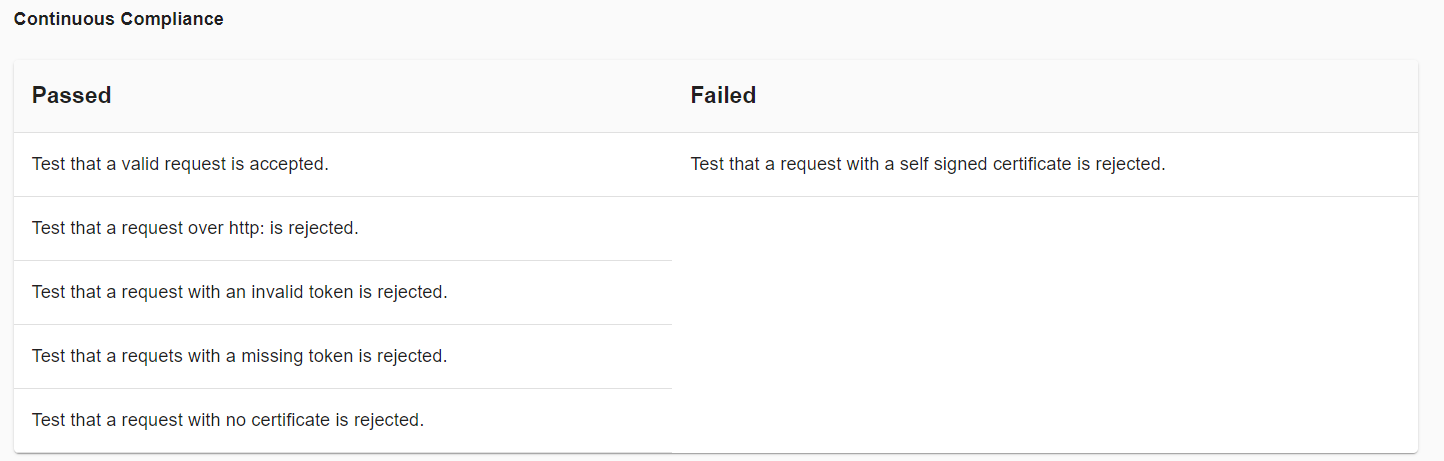 Continuous Compliance
Passed
Failed
Test that a valid request is accepted.
Test that a request with a self signed certificate is rejected.
Test that a request over http: is rejected.
Test that a request with an invalid token is rejected.
Test that a requets with a missing token is rejected.
Test that a request with no certificate is rejected.